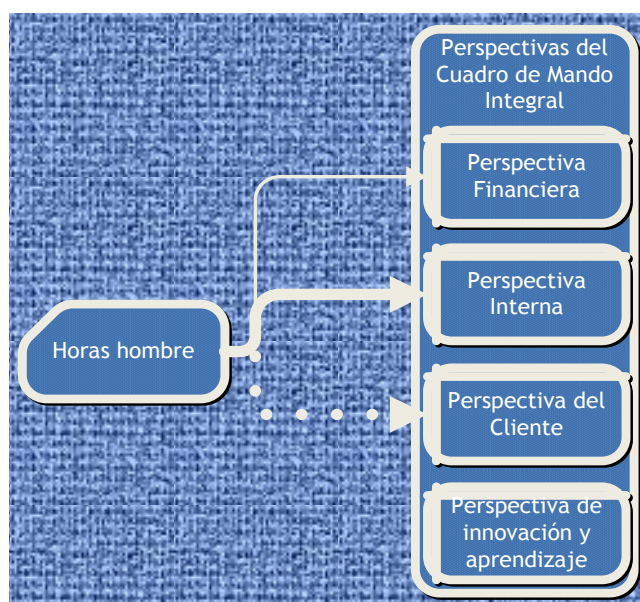 Perspectivas del
Cuadro de Mando
Integral
Perspectiva
Financiera
Perspectiva
Interna
Horas hombre
Perspectiva del
Cliente
Perspectiva de
innovación y
aprendizaje